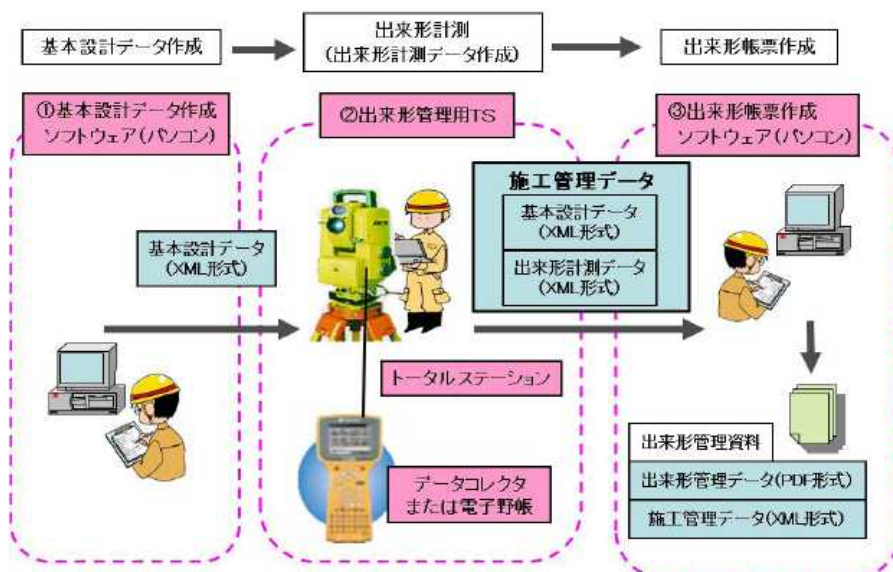 基本設計データ作成
出来形計測
(出来形計測データ作成)
出来形帳票作成
①基本設計データ作成
ソフトウェア(パソコン)
②出来形管理用TS
③出来形帳票作成
ソフトウェア(パソコン)
施工管理データ
基本設計データ
(XML形式)
出来形計測データ
(XML形式)
基本設計データ
(XML形式)
トータルステーション
データコレクタ
または電子野帳
出来形管理資料
出来形管理データ(PDF形式)
施工管理データ(XML形式)